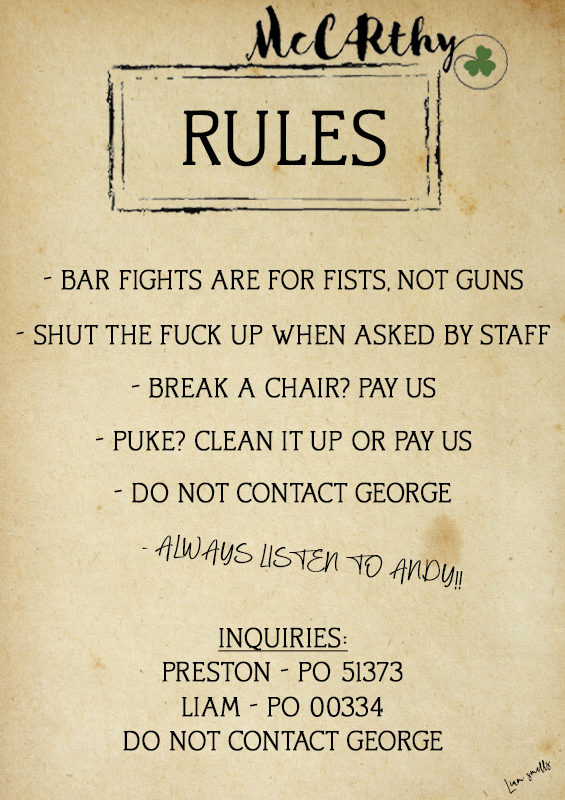 McCARthy
RULES
- BAR FIGHTS ARE FOR FISTS, NOT GUNS
- SHUT THE FUCK UP WHEN ASKED BY STAFF
- BREAK A CHAIR? PAY US
- PUKE? CLEAN IT UP OR PAY US
- DO NOT CONTACT GEORGE
- ALWAYS LISTEN TO ANDY!!
INQUIRIES:
PRESTON - PO 51373
LIAM - PO 00334
DO NOT CONTACT GEORGE
Liam smells